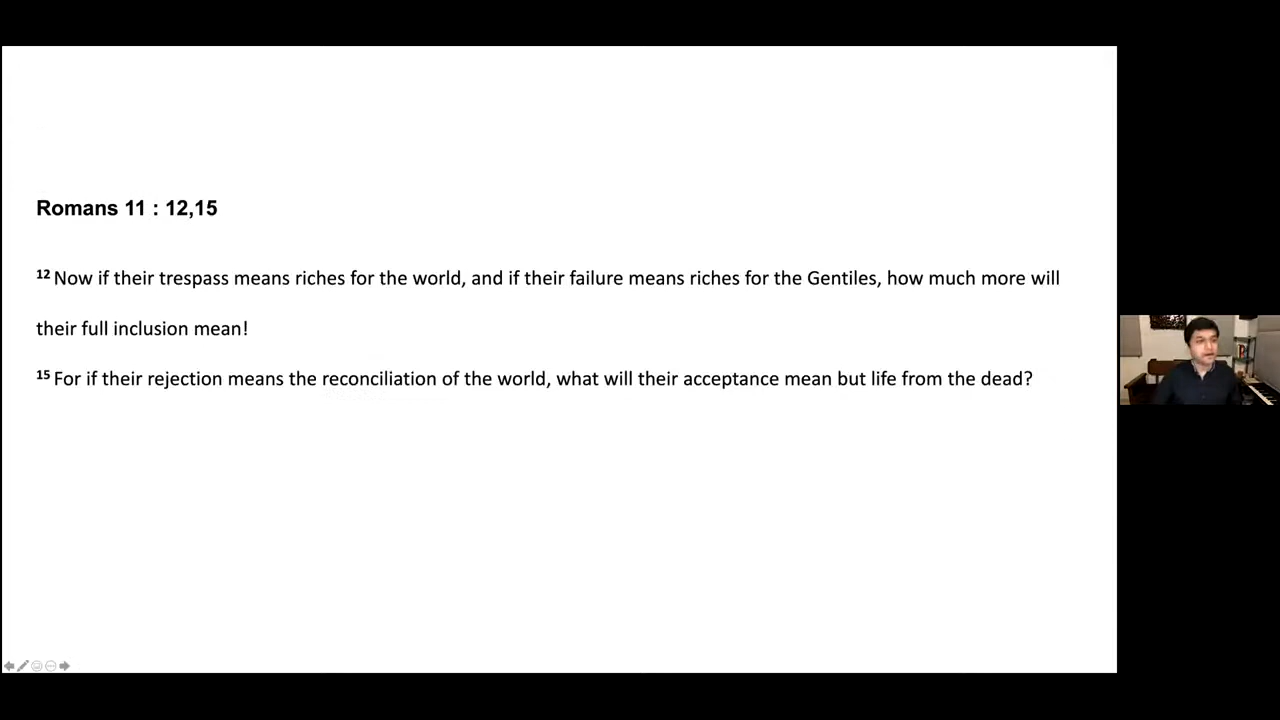 Romans 11 : 12,15
12 Now if their trespass means riches for the world, and if their failure means riches for the Gentiles, how much more will
their full inclusion mean!
15 For if their rejection means the reconciliation of the world, what will their acceptance mean but life from the dead?